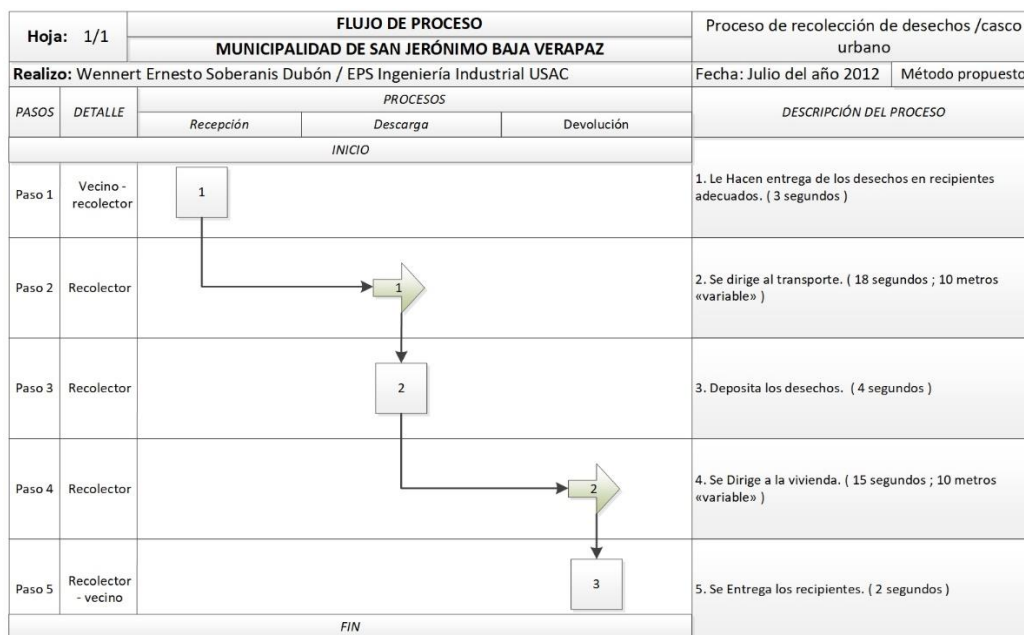 Hoja: 1/1
FLUJO DE PROCESO
MUNICIPALIDAD DE SAN JERÓNIMO BAJA VERAPAZ
Proceso de recolección de desechos /casco
urbano
Realizo: Wennert Ernesto Soberanis Dubón / EPS Ingeniería Industrial USAC
Fecha: Julio del año 2012
Método propuesto
PASOS
DETALLE
PROCESOS
Recepción
Descarga
Devolución
DESCRIPCIÓN DEL PROCESO
INICIO
Paso 1
Vecino -
recolector
1
1. Le Hacen entrega de los desechos en recipientes
adecuados. ( 3 segundos )
Paso 2
Recolector
1
2. Se dirige al transporte. ( 18 segundos ; 10 metros
«variable» )
Paso 3
Recolector
2
3. Deposita los desechos. ( 4 segundos )
Paso 4
Recolector
2
4. Se Dirige a la vivienda. ( 15 segundos ; 10 metros
«variable» )
Paso 5
Recolector
- vecino
3
5. Se Entrega los recipientes. ( 2 segundos )
FIN